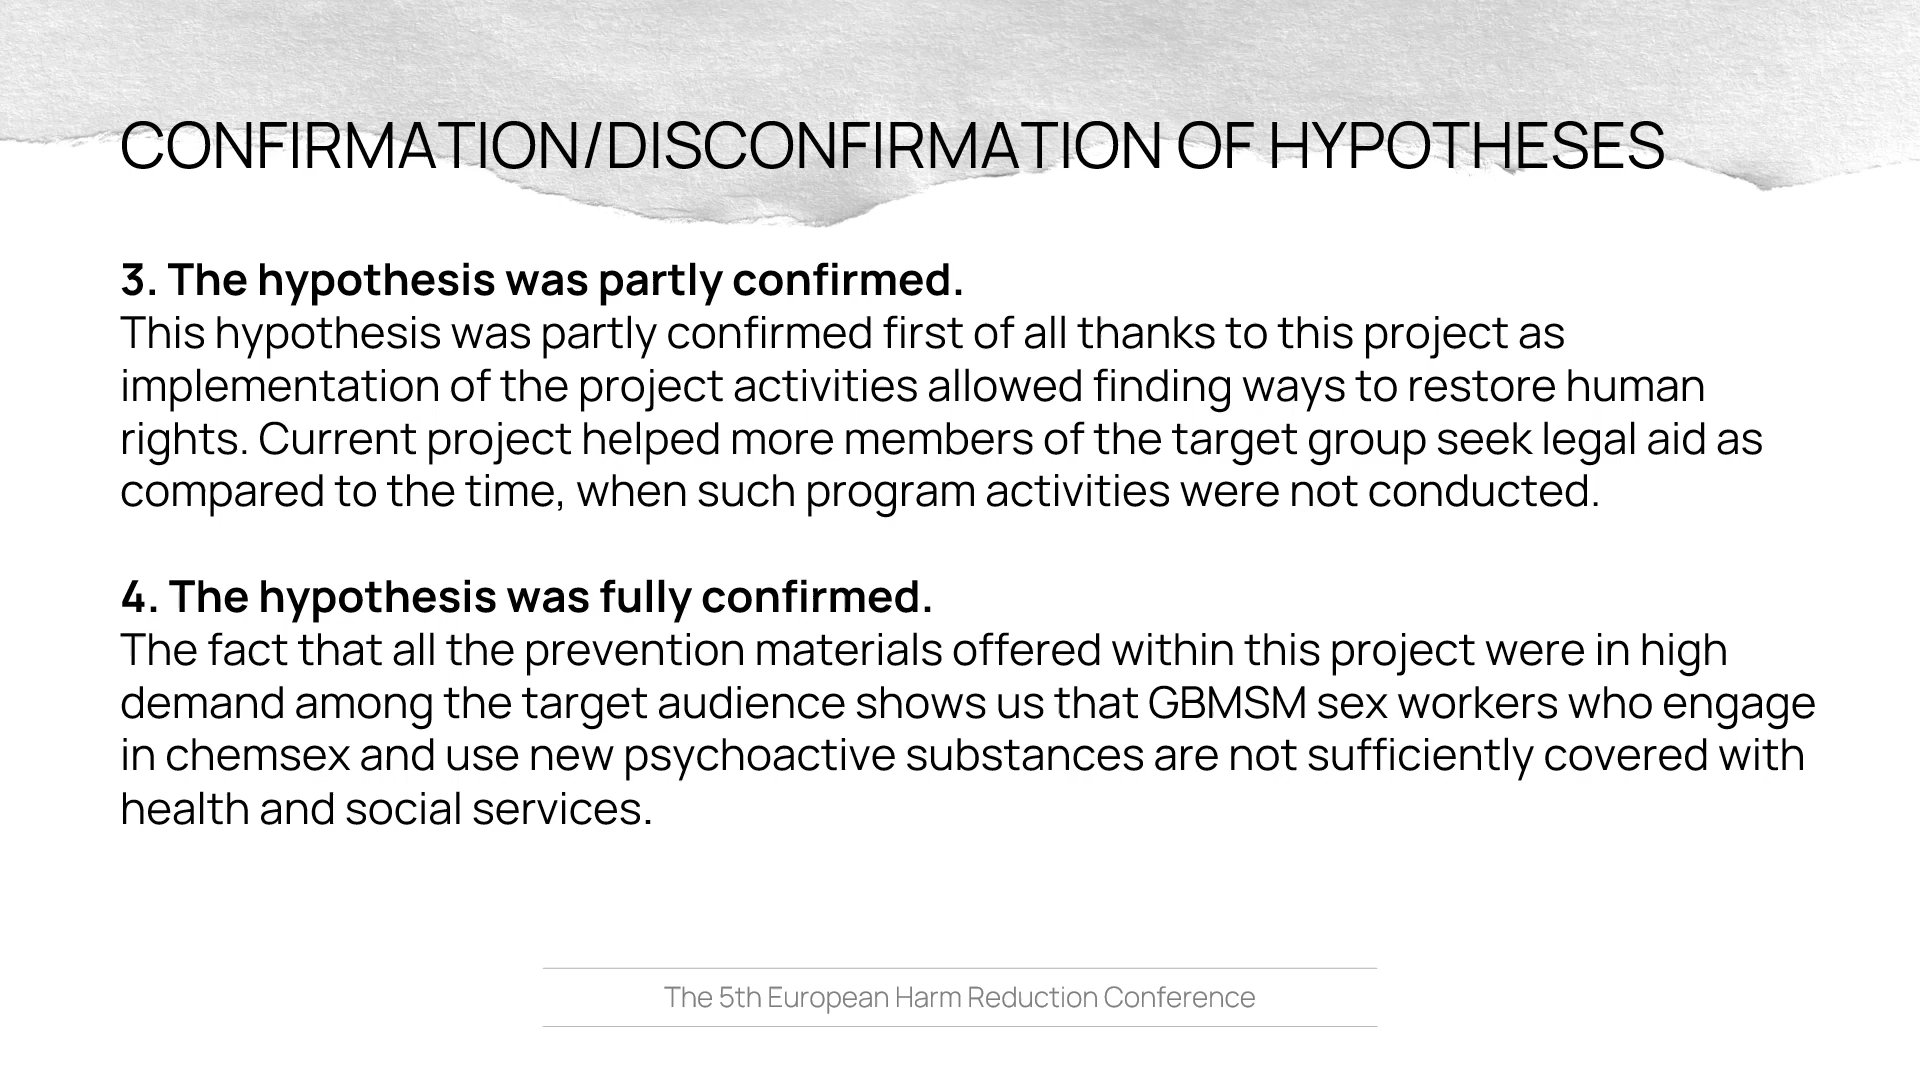 CONFIRMATION/DISCONFIRMATION OF HYPOTHESES
3. The hypothesis was partly confirmed.
This hypothesis was partly confirmed first of all thanks to this project as
implementation of the project activities allowed finding ways to restore human
rights. Current project helped more members of the target group seek legal aid as
compared to the time, when such program activities were not conducted.
4. The hypothesis was fully confirmed.
The fact that all the prevention materials offered within this project were in high
demand among the target audience shows us that GBMSM sex workers who engage
in chemsex and use new psychoactive substances are not sufficiently covered with
health and social services.
The 5th European Harm Reduction Conference